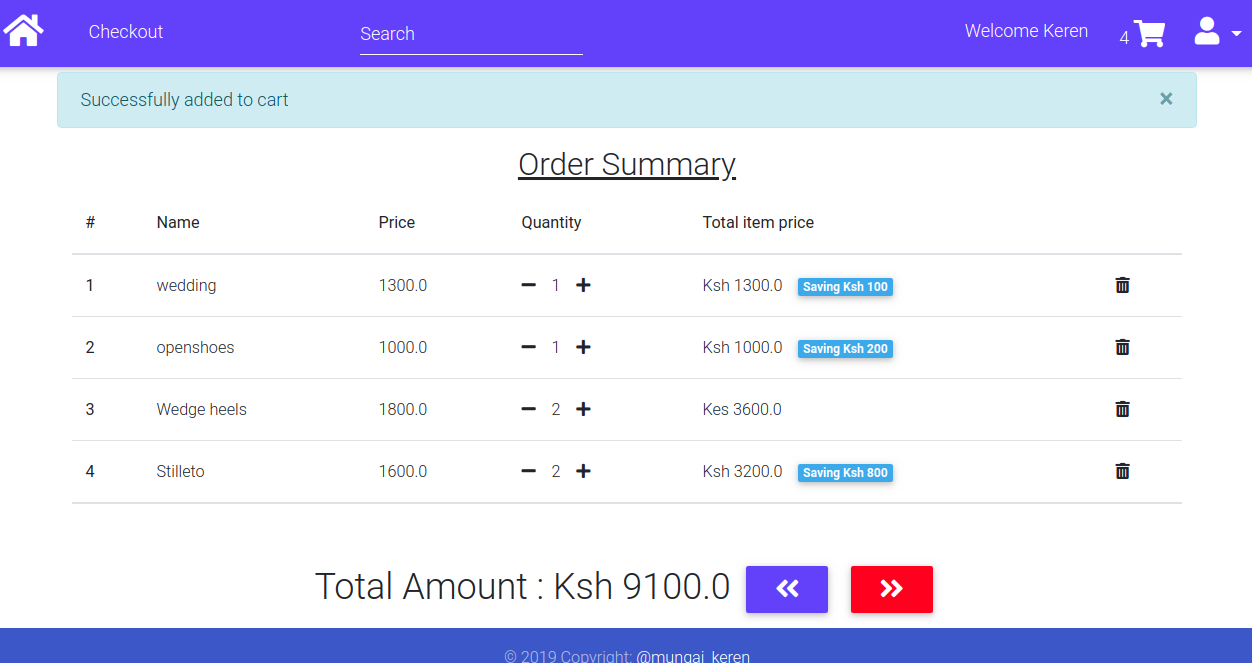 Checkout
Search
Welcome Keren
4
Successfully added to cart
×
Order Summary
# Name Price Quantity Total item price
1 wedding 1300.0 1 Ksh 1300.0 Saving Ksh 100
2 openshoes 1000.0 1 Ksh 1000.0 Saving Ksh 200
3 Wedge heels 1800.0 2 Kes 3600.0
4 Stilleto 1600.0 2 Ksh 3200.0 Saving Ksh 800
Total Amount : Ksh 9100.0
© 2019 Copyright: @mungai_keren